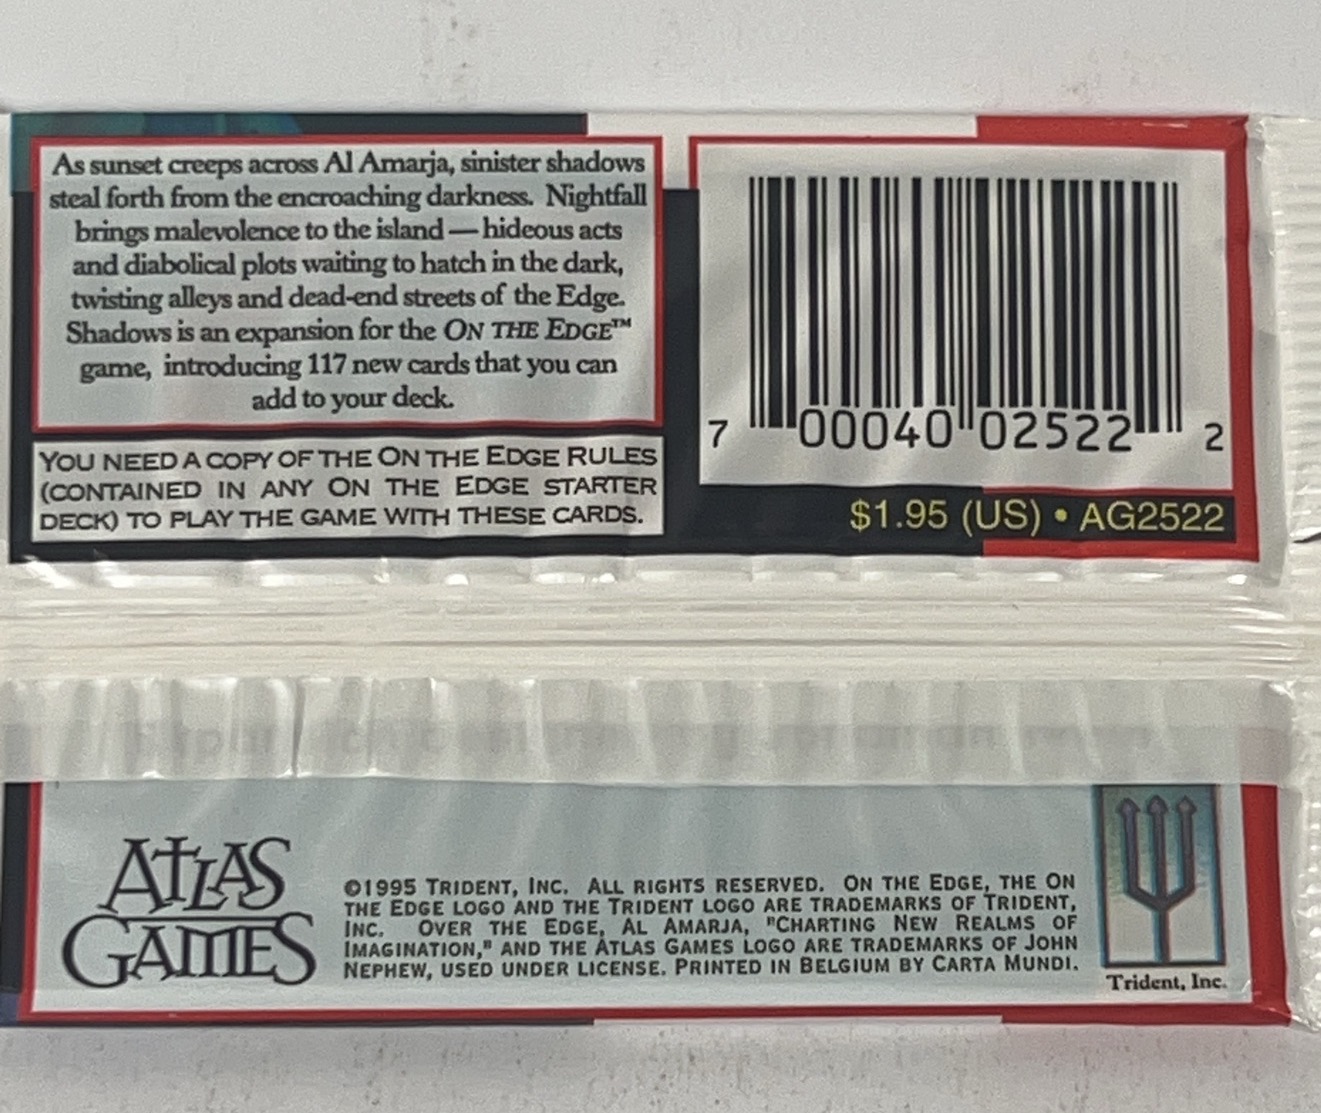 As sunset creeps across Al Amarja, sinister shadows
steal forth from the encroaching darkness. Nightfall
brings malevolence to the island — hideous acts
and diabolical plots waiting to hatch in the dark,
twisting alleys and dead-end streets of the Edge.
Shadows is an expansion for the ON THE EDGE™
game, introducing 117 new cards that you can
add to your deck.
YOU NEED A COPY OF THE ON THE EDGE RULES
(CONTAINED IN ANY ON THE EDGE STARTER
DECK) TO PLAY THE GAME WITH THESE CARDS.
7 00040 02522 2
$1.95 (US) • AG2522
ATLAS
GAMES
©1995 TRIDENT, INC. ALL RIGHTS RESERVED. ON THE EDGE, THE ON
THE EDGE LOGO AND THE TRIDENT LOGO ARE TRADEMARKS OF TRIDENT,
INC. OVER THE EDGE, AL AMARJA, "CHARTING NEW REALMS OF
IMAGINATION," AND THE ATLAS GAMES LOGO ARE TRADEMARKS OF JOHN
NEPHEW, USED UNDER LICENSE. PRINTED IN BELGIUM BY CARTA MUNDI.
Trident, Inc.